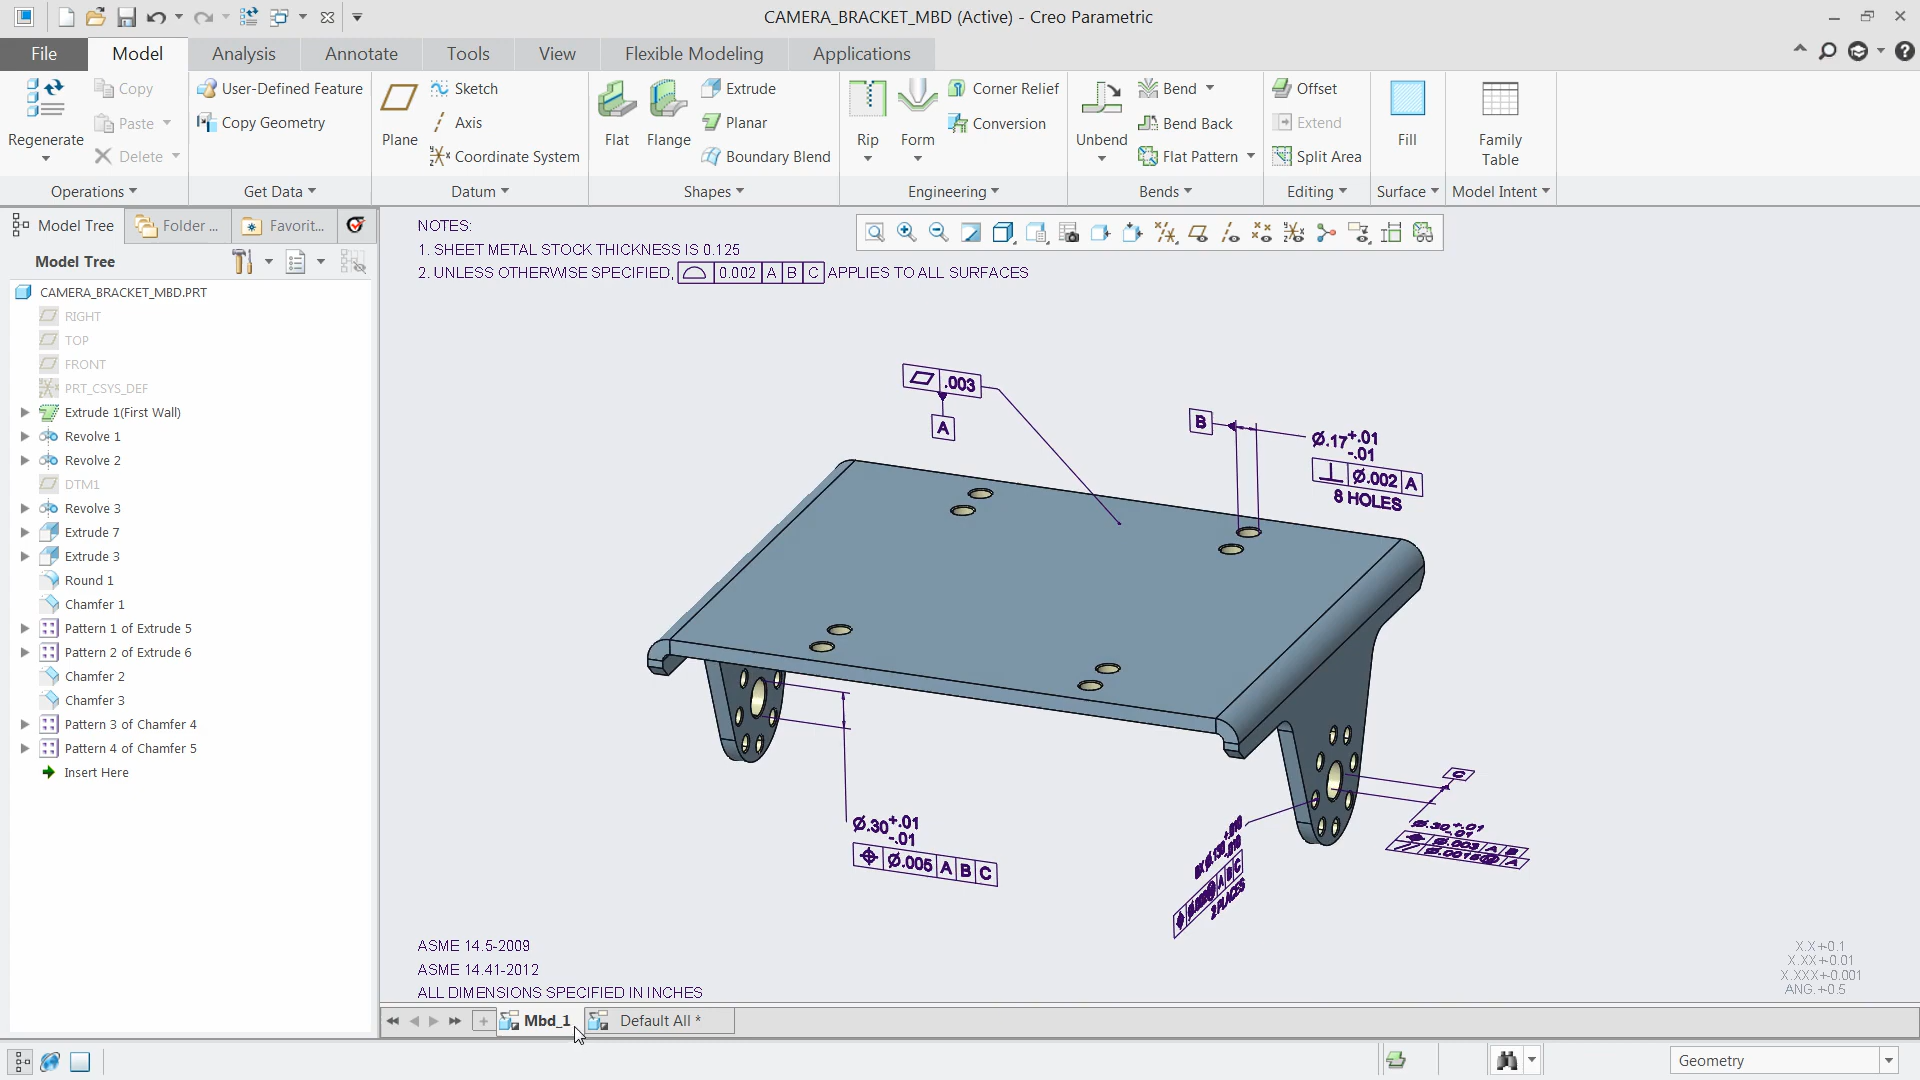 CAMERA_BRACKET_MBD (Active) - Creo Parametric
File Model Analysis Annotate Tools View Flexible Modeling Applications
Regenerate
Copy
Paste
Delete
Operations
User-Defined Feature
Copy Geometry
Get Data
Plane
Sketch
Axis
Coordinate System
Datum
Flat
Flange
Extrude
Planar
Boundary Blend
Shapes
Rip
Form
Corner Relief
Conversion
Engineering
Unbend
Bend
Bend Back
Flat Pattern
Bends
Offset
Extend
Split Area
Editing
Fill
Surface
Family
Table
Model Intent
Model Tree Folder ... Favorit...
Model Tree
CAMERA_BRACKET_MBD.PRT
RIGHT
TOP
FRONT
PRT_CSYS_DEF
Extrude 1(First Wall)
Revolve 1
Revolve 2
DTM1
Revolve 3
Extrude 7
Extrude 3
Round 1
Chamfer 1
Pattern 1 of Extrude 5
Pattern 2 of Extrude 6
Chamfer 2
Chamfer 3
Pattern 3 of Chamfer 4
Pattern 4 of Chamfer 5
Insert Here
NOTES:
1. SHEET METAL STOCK THICKNESS IS 0.125
2. UNLESS OTHERWISE SPECIFIED, ⌓ 0.002 A B C APPLIES TO ALL SURFACES
⏥ .003
A
B
Ø.17+.01
-.01
⊥ Ø.002 A
8 HOLES
Ø.30+.01
-.01
⌖ Ø.005 A B C
C
Ø.30+.01
-.01
⌖ Ø.003 A B
2 PLACES
ASME 14.5-2009
ASME 14.41-2012
ALL DIMENSIONS SPECIFIED IN INCHES
X.X+-0.1
X.XX+-0.01
X.XXX+-0.001
ANG.+-0.5
Mbd_1 Default All *
Geometry